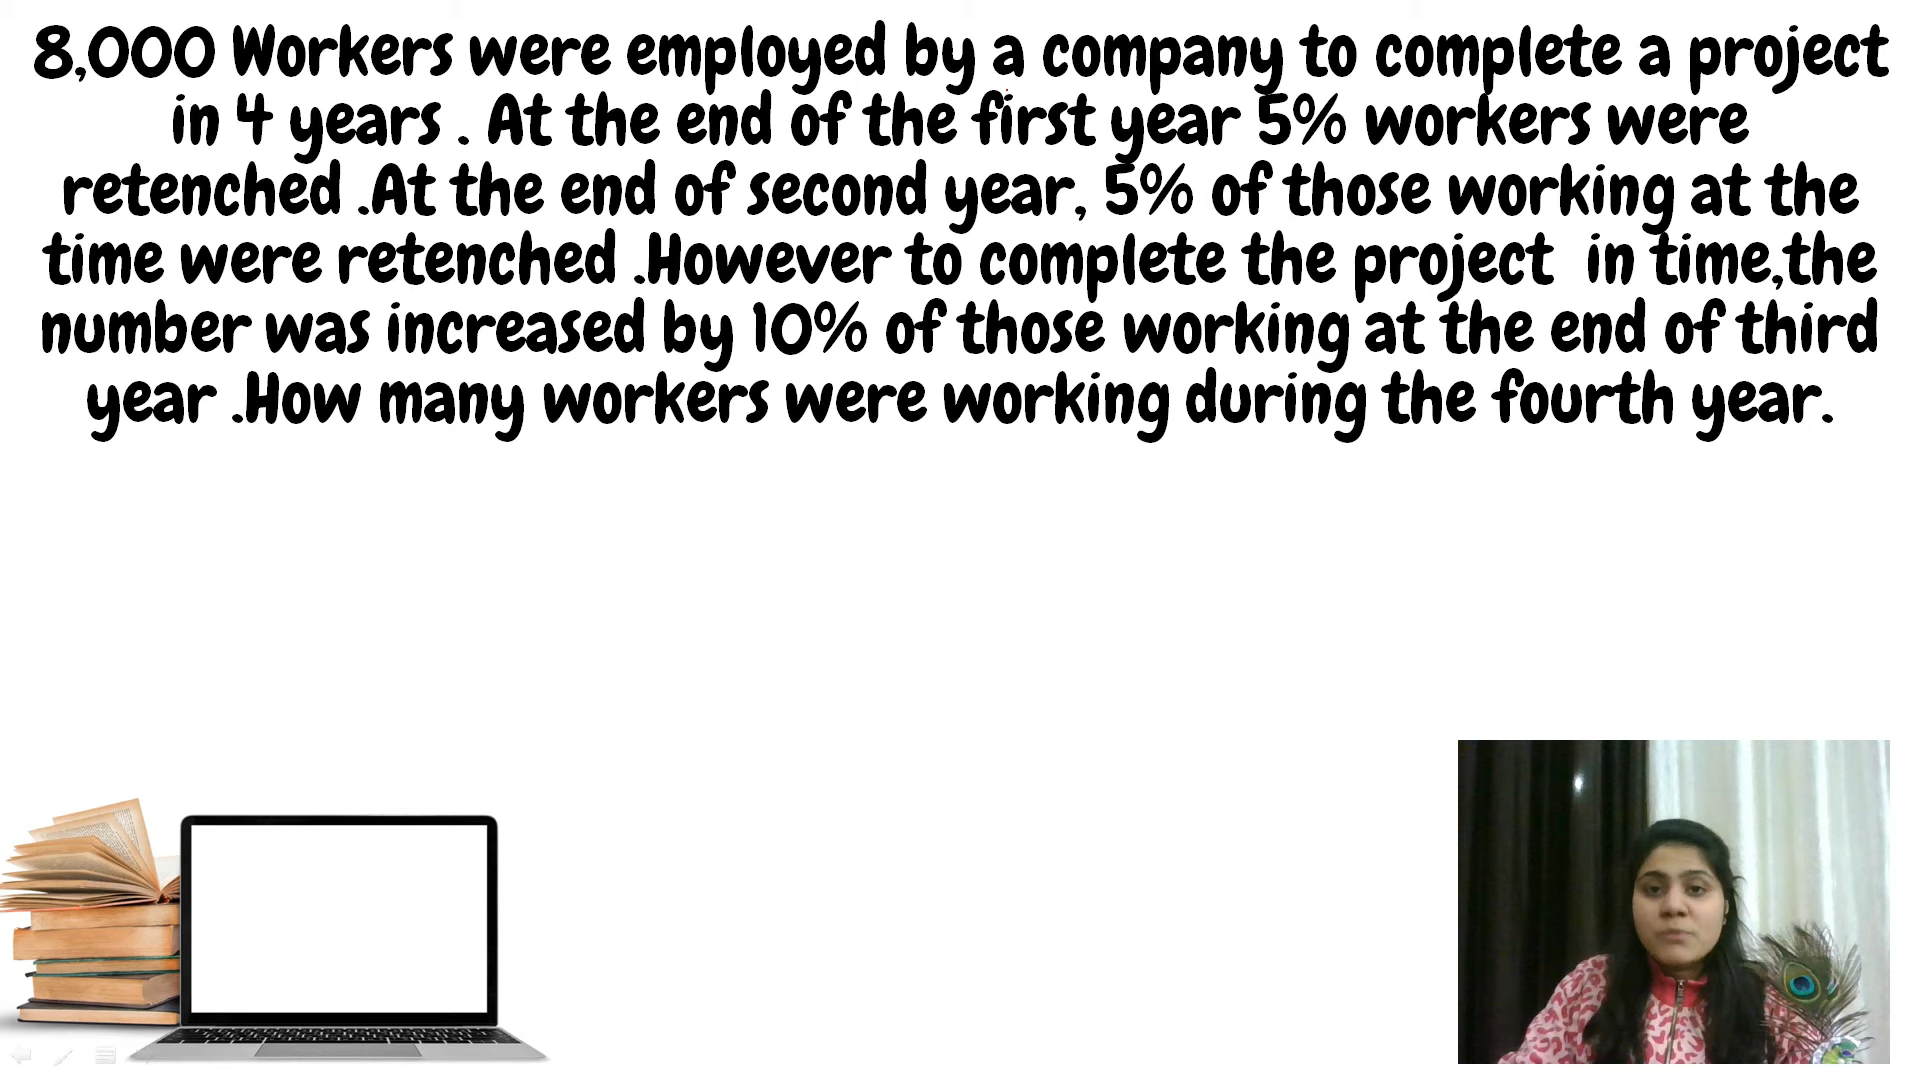 8,000 Workers were employed by a company to complete a project
in 4 years . At the end of the first year 5% workers were
retenched .At the end of second year, 5% of those working at the
time were retenched .However to complete the project  in time,the
number was increased by 10% of those working at the end of third
year .How many workers were working during the fourth year.